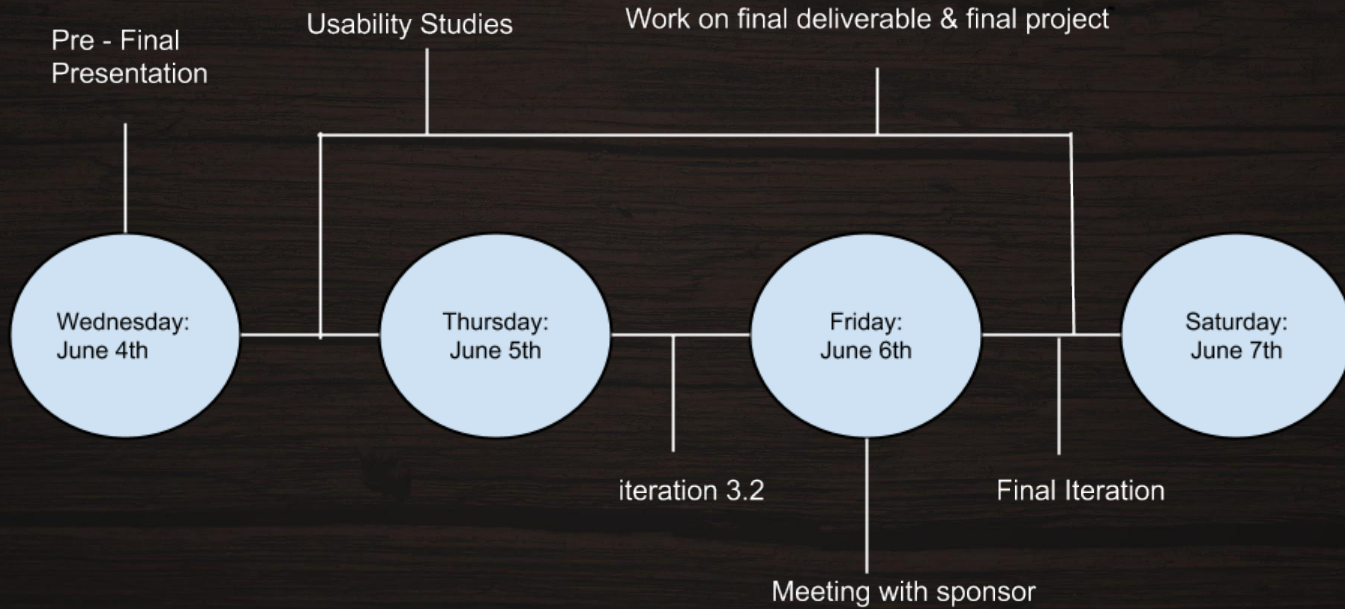 Usability Studies
Work on final deliverable & final project
Pre - Final
Presentation
Wednesday:
June 4th
Thursday:
June 5th
Friday:
June 6th
Saturday:
June 7th
iteration 3.2
Final Iteration
Meeting with sponsor